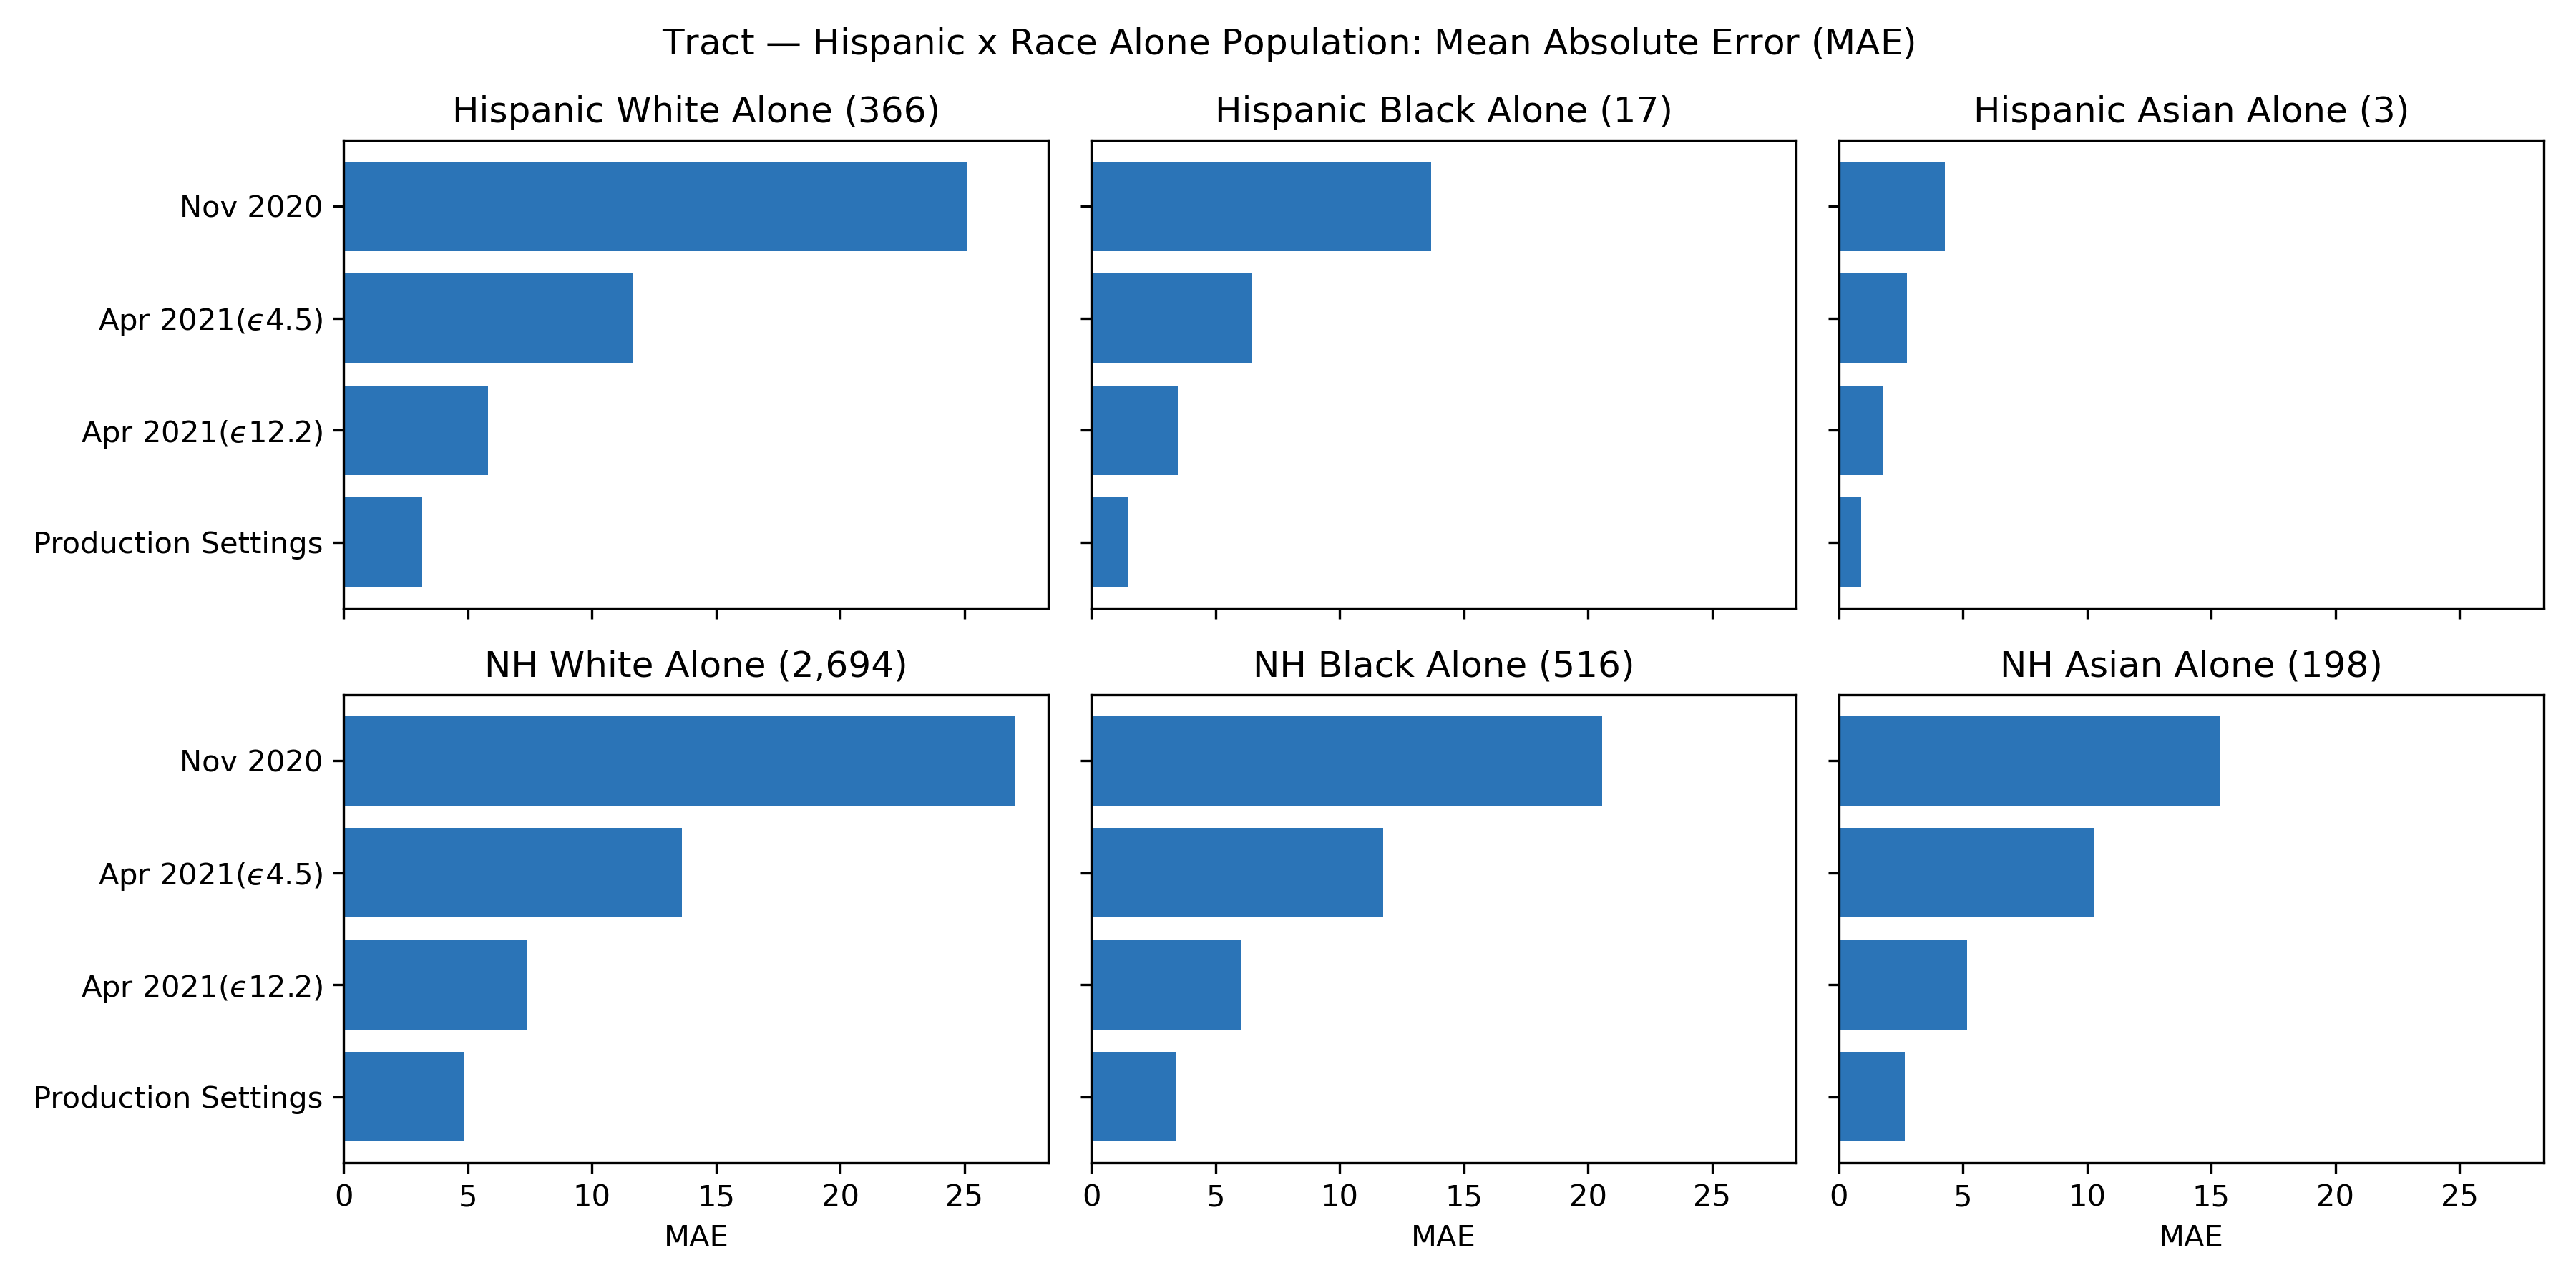 Tract — Hispanic x Race Alone Population: Mean Absolute Error (MAE)
Hispanic White Alone (366)
Hispanic Black Alone (17)
Hispanic Asian Alone (3)
Nov 2020
Apr 2021(ϵ4.5)
Apr 2021(ϵ12.2)
Production Settings
NH White Alone (2,694)
NH Black Alone (516)
NH Asian Alone (198)
Nov 2020
Apr 2021(ϵ4.5)
Apr 2021(ϵ12.2)
Production Settings
0 5 10 15 20 25
0 5 10 15 20 25
0 5 10 15 20 25
MAE
MAE
MAE